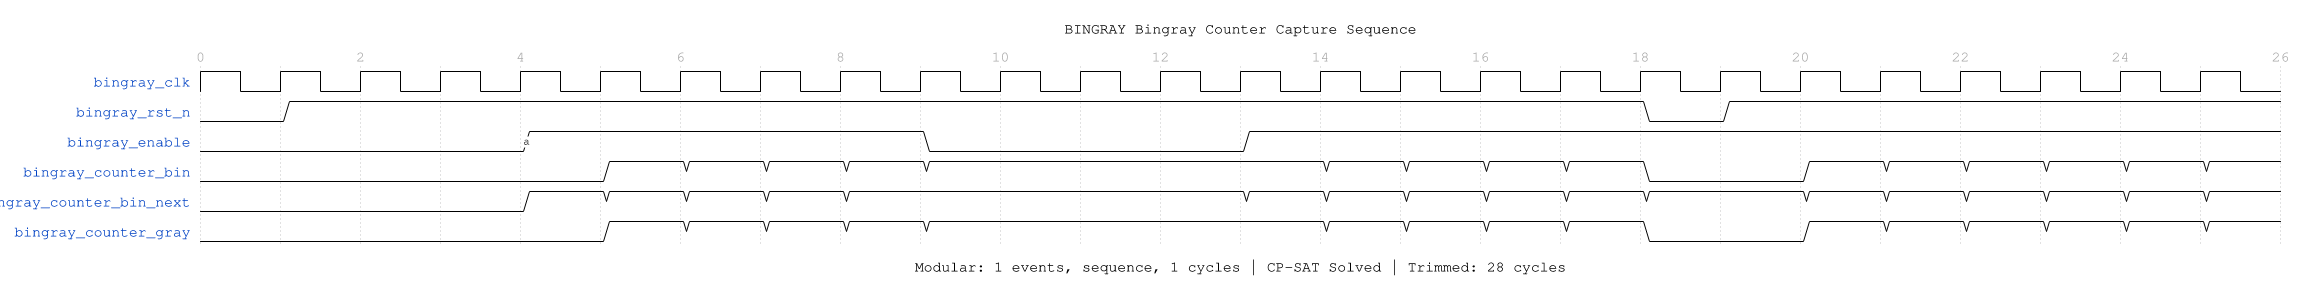 BINGRAY Bingray Counter Capture Sequence
0 2 4 6 8 10 12 14 16 18 20 22 24 26
bingray_clk
bingray_rst_n
bingray_enable
a
bingray_counter_bin
ngray_counter_bin_next
bingray_counter_gray
Modular: 1 events, sequence, 1 cycles | CP-SAT Solved | Trimmed: 28 cycles